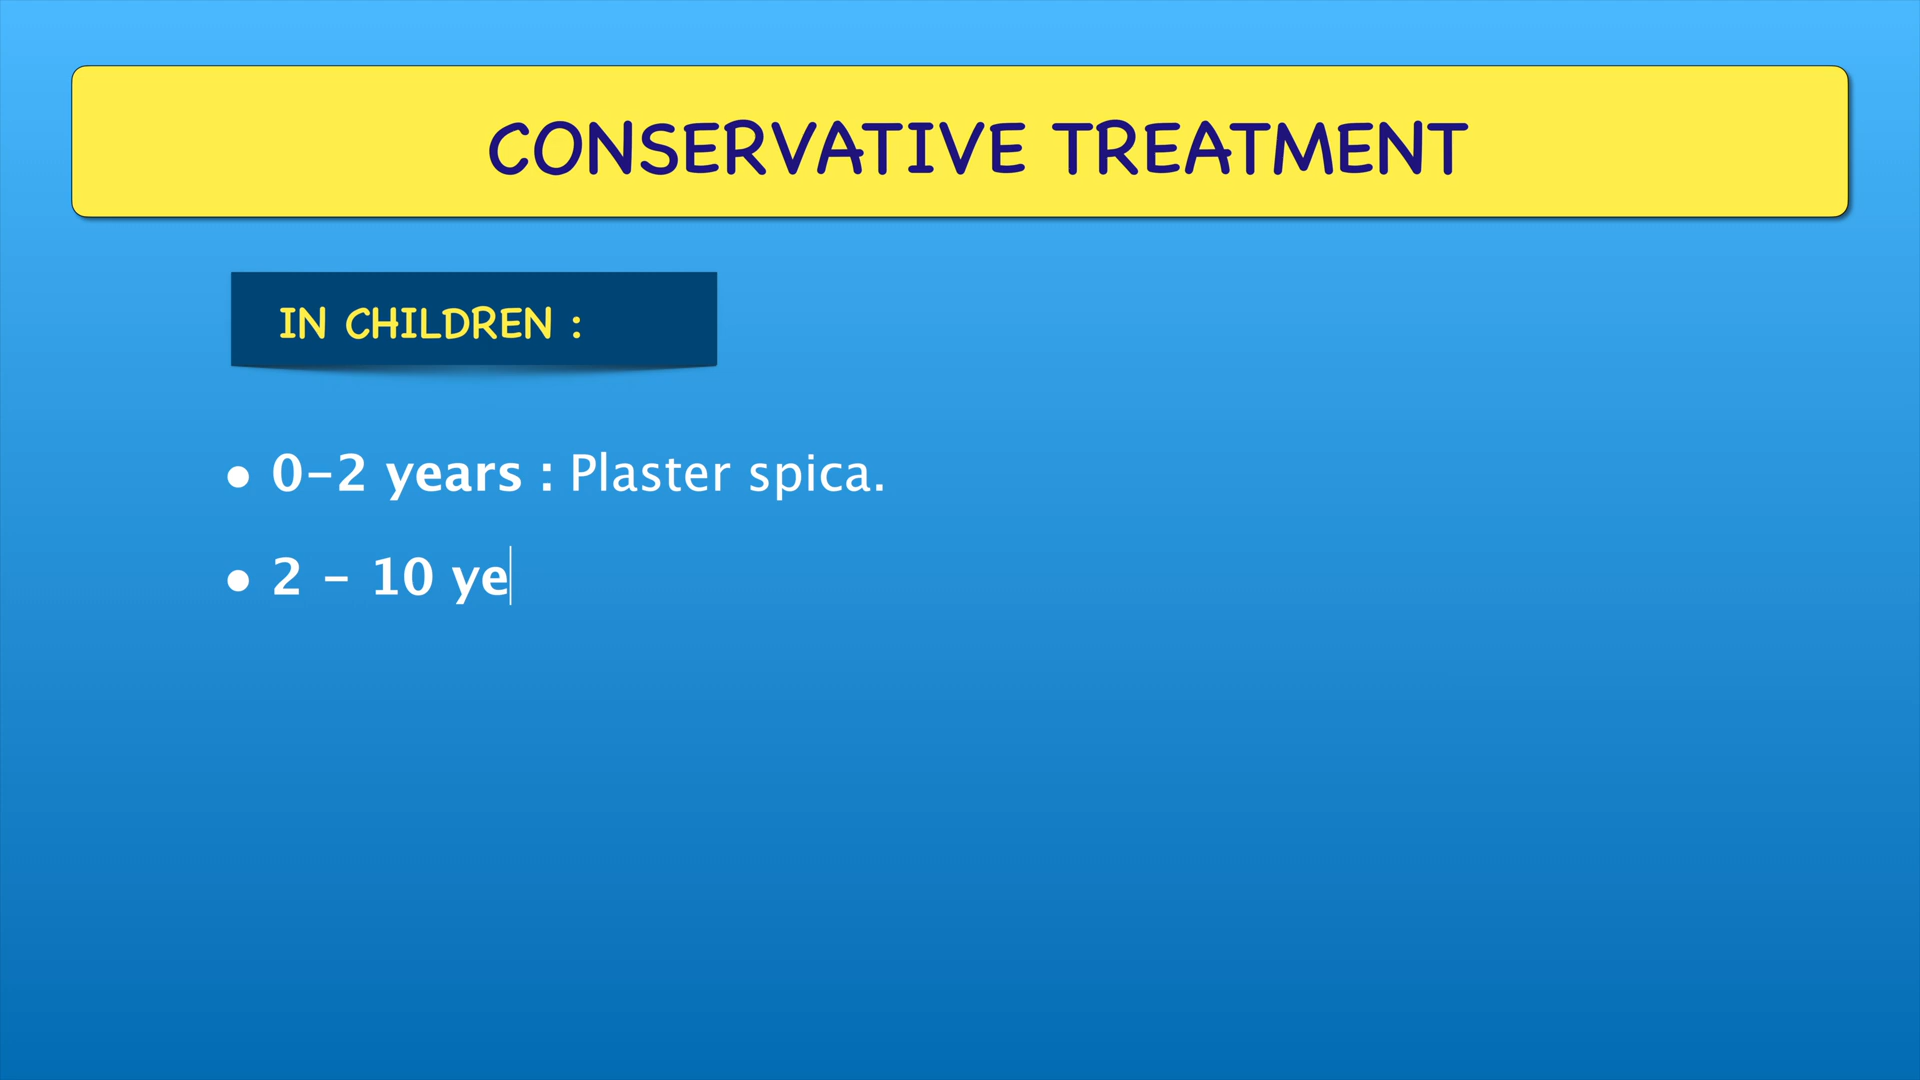 CONSERVATIVE TREATMENT
IN CHILDREN :
• 0-2 years : Plaster spica.
• 2 - 10 ye